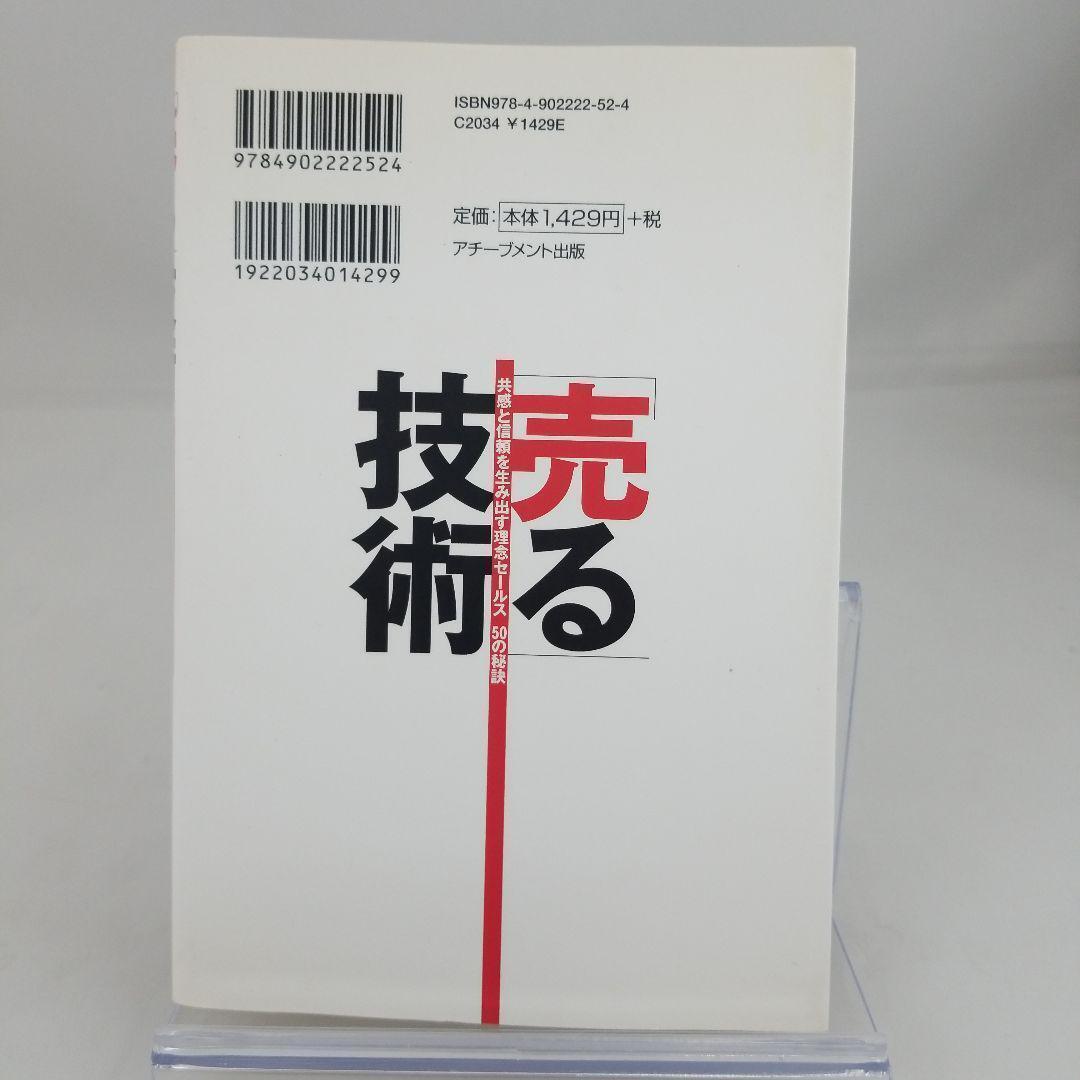 9784902222524
ISBN978-4-902222-52-4
C2034 ¥1429E
1922034014299
定価：本体1,429円＋税
アチーブメント出版
「売る
技術
共感と信頼を生み出す理念セールス 50の秘訣